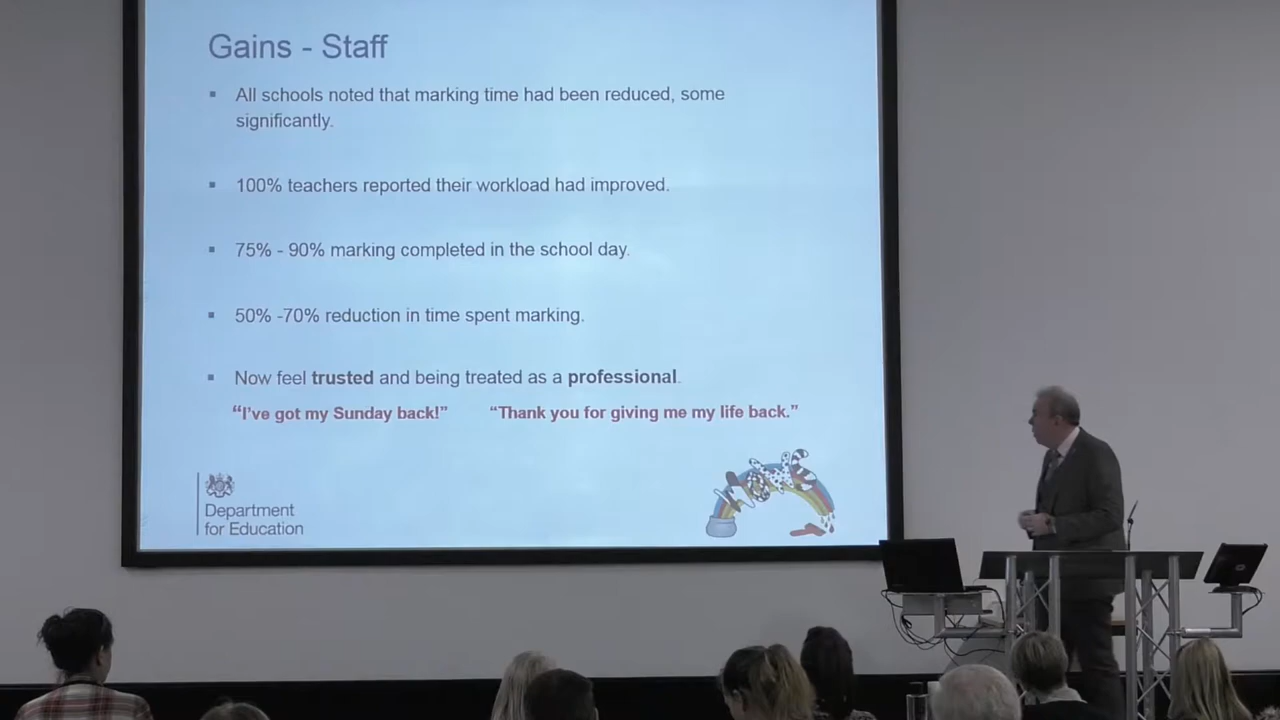 Gains - Staff
▪ All schools noted that marking time had been reduced, some
significantly.
▪ 100% teachers reported their workload had improved.
▪ 75% - 90% marking completed in the school day.
▪ 50% -70% reduction in time spent marking.
▪ Now feel trusted and being treated as a professional.
“I’ve got my Sunday back!” “Thank you for giving me my life back.”
Department
for Education